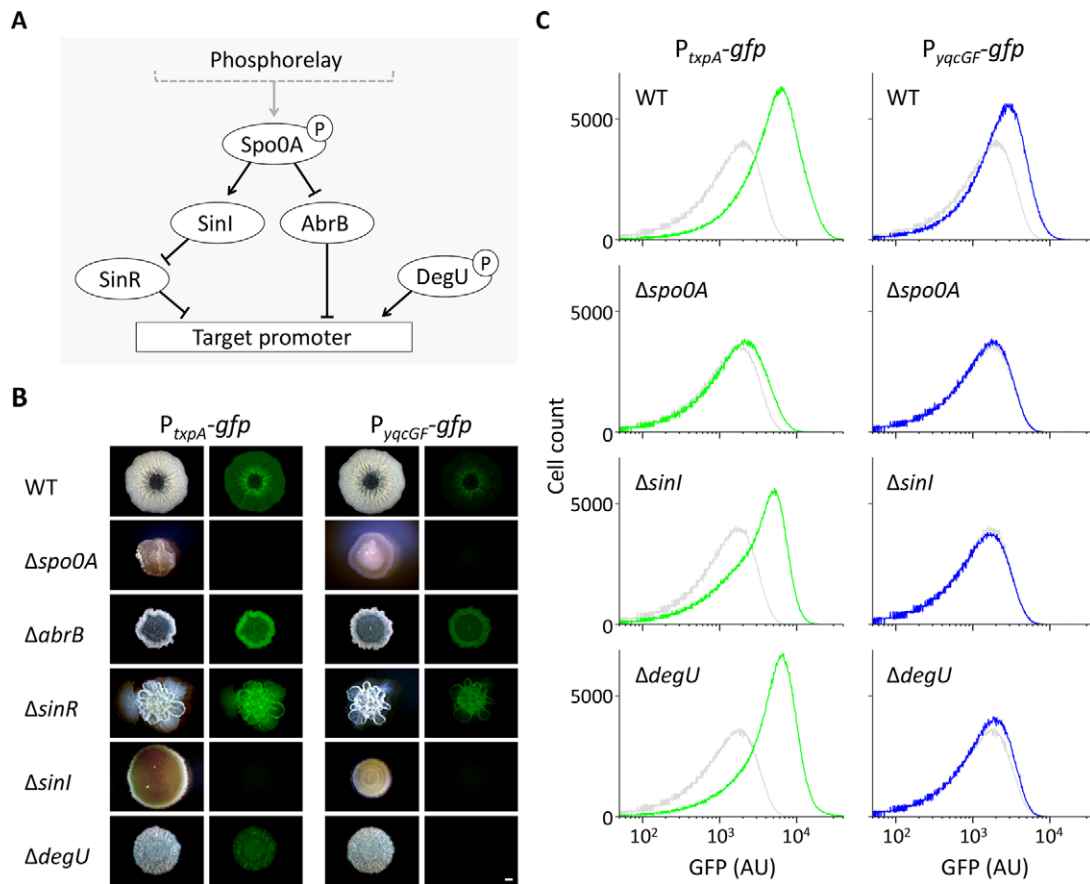 A
Phosphorelay
P
Spo0A
SinI
AbrB
SinR
DegU
P
Target promoter
B
PtxpA-gfp
PyqcGF-gfp
WT
Δspo0A
ΔabrB
ΔsinR
ΔsinI
ΔdegU
C
PtxpA-gfp
PyqcGF-gfp
WT
WT
5000
0
Δspo0A
Δspo0A
5000
0
Cell count
ΔsinI
ΔsinI
5000
0
ΔdegU
ΔdegU
5000
0
10² 10³ 10⁴
10² 10³ 10⁴
GFP (AU)
GFP (AU)